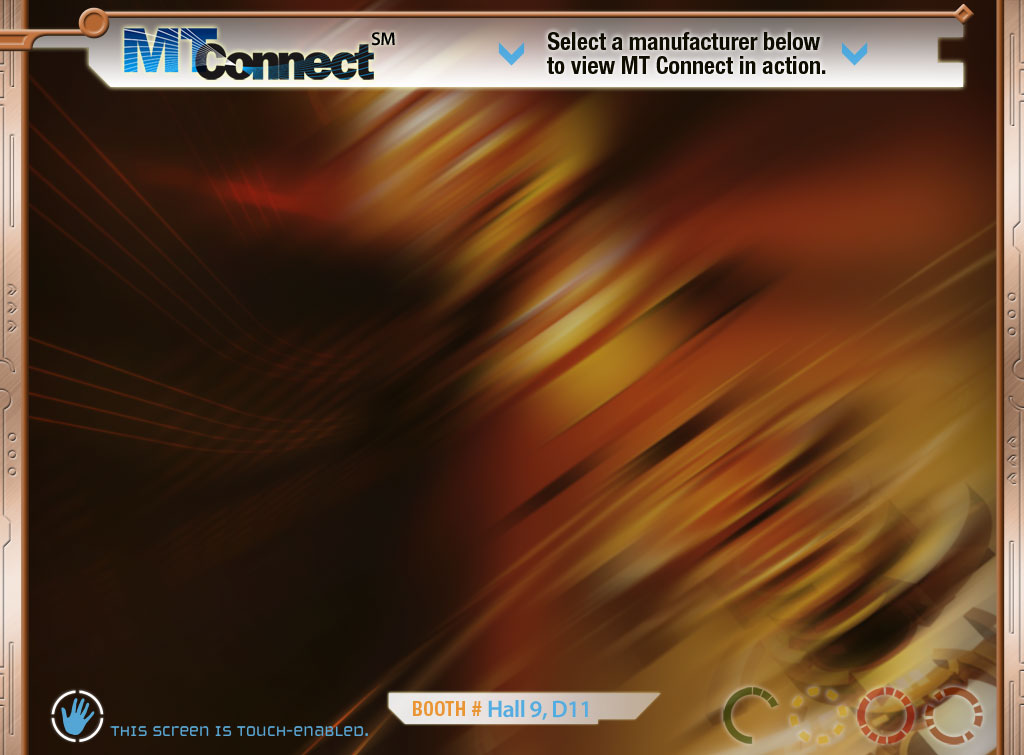 MTConnect SM
Select a manufacturer below
to view MT Connect in action.
BOOTH # Hall 9, D11
THIS SCREEN IS TOUCH-ENABLED.